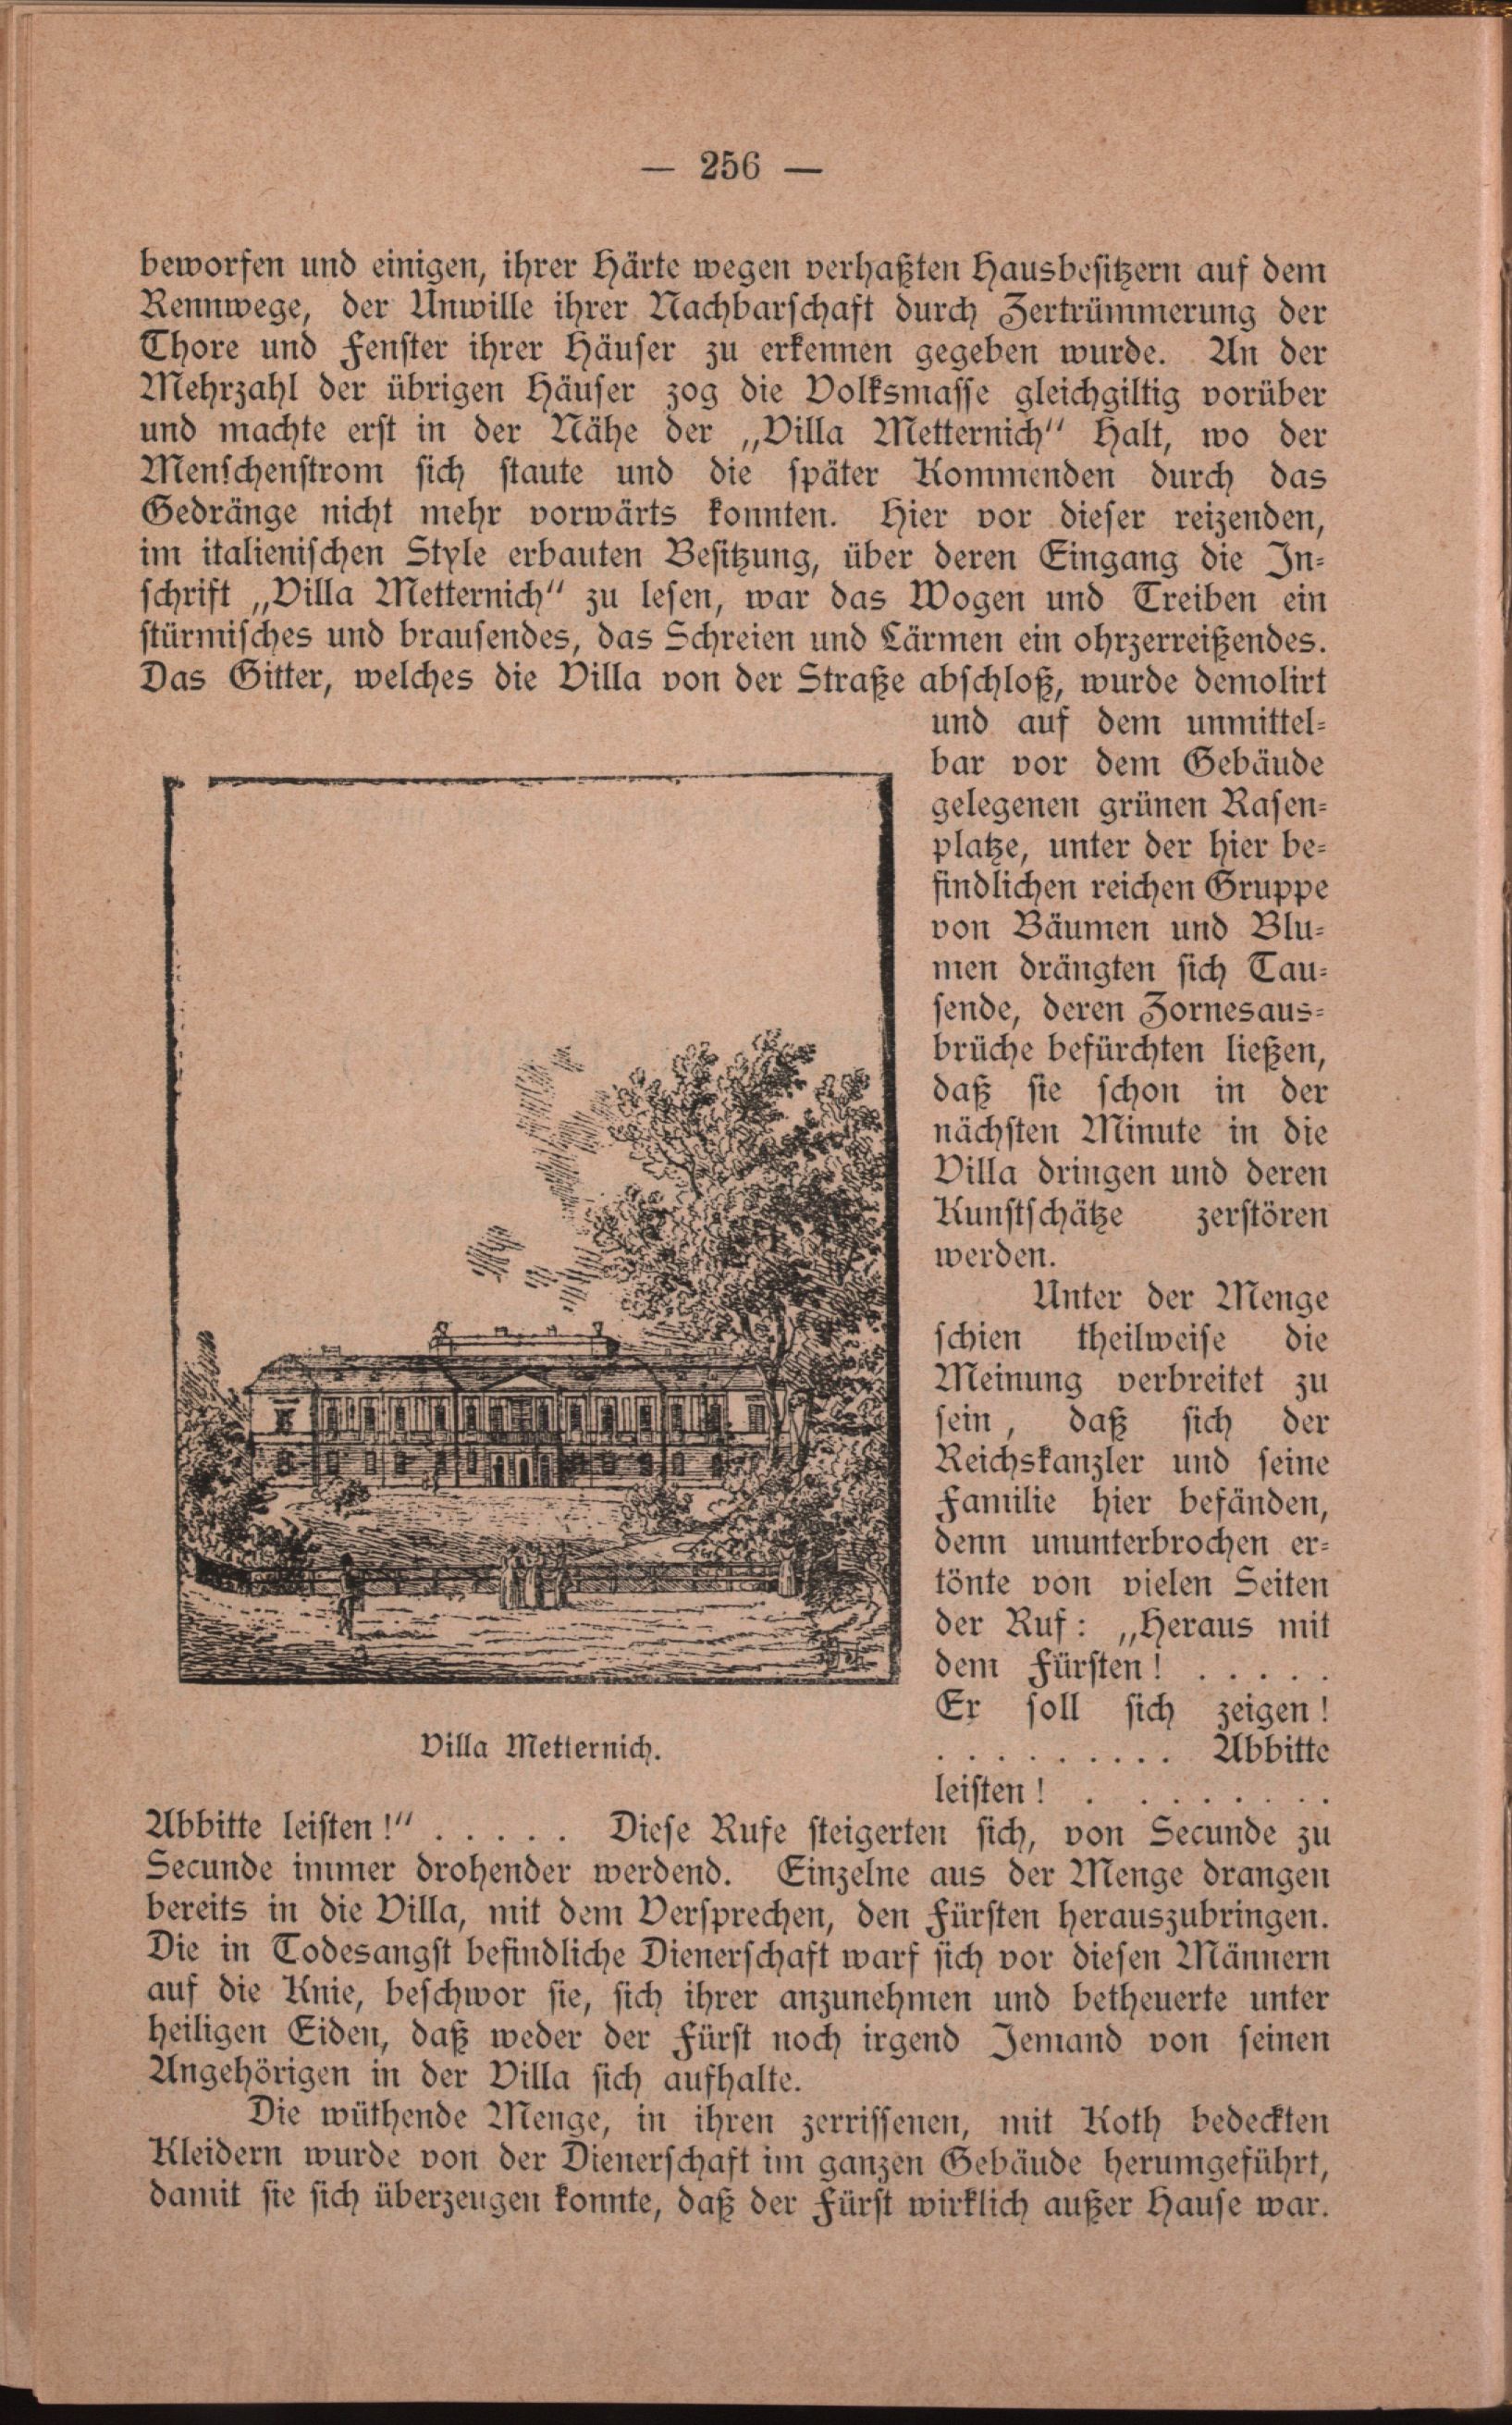 — 256 —
beworfen und einigen, ihrer Härte wegen verhaßten Hausbesitzern auf dem
Rennwege, der Unwille ihrer Nachbarschaft durch Zertrümmerung der
Thore und Fenster ihrer Häuser zu erkennen gegeben wurde. An der
Mehrzahl der übrigen Häuser zog die Volksmasse gleichgiltig vorüber
und machte erst in der Nähe der „Villa Metternich“ Halt, wo der
Menschenstrom sich staute und die später Kommenden durch das
Gedränge nicht mehr vorwärts konnten. Hier vor dieser reizenden,
im italienischen Style erbauten Besitzung, über deren Eingang die In-
schrift „Villa Metternich“ zu lesen, war das Wogen und Treiben ein
stürmisches und brausendes, das Schreien und Lärmen ein ohrzerreißendes.
Das Gitter, welches die Villa von der Straße abschloß, wurde demolirt
und auf dem unmittel-
bar vor dem Gebäude
gelegenen grünen Rasen-
platze, unter der hier be-
findlichen reichen Gruppe
von Bäumen und Blu-
men drängten sich Tau-
sende, deren Zornesaus-
brüche befürchten ließen,
daß sie schon in der
nächsten Minute in die
Villa dringen und deren
Kunstschätze zerstören
werden.
Unter der Menge
schien theilweise die
Meinung verbreitet zu
sein, daß sich der
Reichskanzler und seine
Familie hier befänden,
denn ununterbrochen er-
tönte von vielen Seiten
der Ruf: „Heraus mit
dem Fürsten! . . . . .
Er soll sich zeigen!
. . . . . . . . . Abbitte
leisten! . . . . . . . . .
Villa Metternich.
Abbitte leisten!“ . . . . . Diese Rufe steigerten sich, von Secunde zu
Secunde immer drohender werdend. Einzelne aus der Menge drangen
bereits in die Villa, mit dem Versprechen, den Fürsten herauszubringen.
Die in Todesangst befindliche Dienerschaft warf sich vor diesen Männern
auf die Knie, beschwor sie, sich ihrer anzunehmen und betheuerte unter
heiligen Eiden, daß weder der Fürst noch irgend Jemand von seinen
Angehörigen in der Villa sich aufhalte.
Die wüthende Menge, in ihren zerrissenen, mit Koth bedeckten
Kleidern wurde von der Dienerschaft im ganzen Gebäude herumgeführt,
damit sie sich überzeugen konnte, daß der Fürst wirklich außer Hause war.